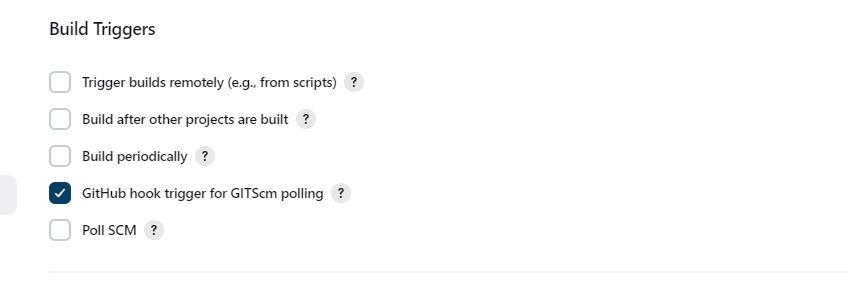 Build Triggers
Trigger builds remotely (e.g., from scripts) ?
Build after other projects are built ?
Build periodically ?
GitHub hook trigger for GITScm polling ?
Poll SCM ?